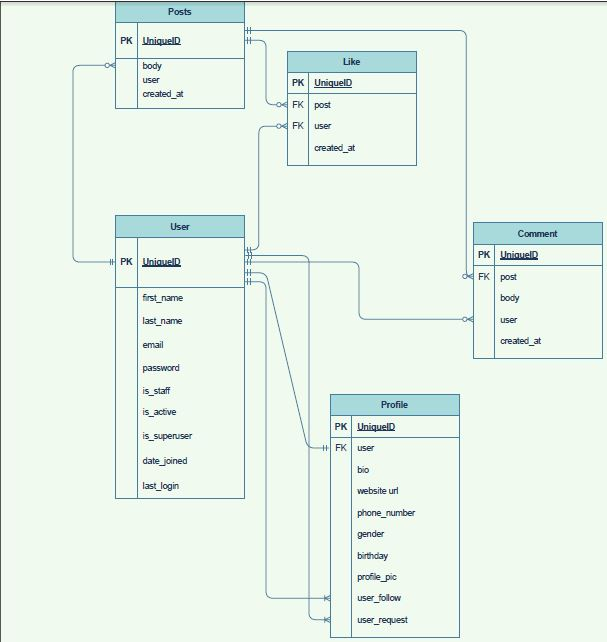 Posts
PK UniqueID
body
user
created_at
Like
PK UniqueID
FK post
FK user
created_at
User
PK UniqueID
first_name
last_name
email
password
is_staff
is_active
is_superuser
date_joined
last_login
Comment
PK UniqueID
FK post
body
user
created_at
Profile
PK UniqueID
FK user
bio
website url
phone_number
gender
birthday
profile_pic
user_follow
user_request